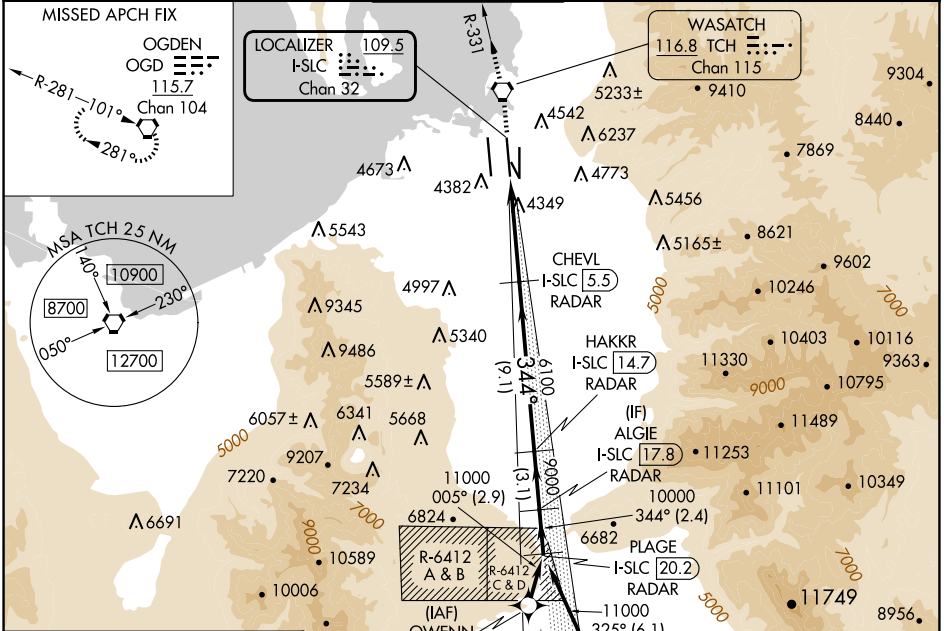 MISSED APCH FIX
OGDEN
OGD
115.7
Chan 104
R-281—101°
281°
LOCALIZER 109.5
I-SLC
Chan 32
R-331
WASATCH
116.8 TCH
Chan 115
MSA TCH 25 NM
140°
10900
8700
230°
050°
12700
5233±
9410
9304
4542
6237
8440
7869
4673
4382
4773
4349
5456
5543
5165±
8621
CHEVL
I-SLC 5.5
RADAR
9602
5000
10246
7000
4997
9345
5340
9486
HAKKR
I-SLC 14.7
RADAR
10403
10116
11330
9363
9000
10795
344°
6100
(9.1)
5589±
6057±
6341
5668
5000
(IF)
ALGIE
I-SLC 17.8
RADAR
11489
11253
9207
7220
7234
7000
9000
(3.1)
11000
005° (2.9)
10000
344° (2.4)
11101
10349
6691
6824
6682
9000
R-6412
A & B
R-6412
C & D
PLAGE
I-SLC 20.2
RADAR
10589
10006
7000
5000
11749
8956
(IAF)
OWENN
11000
325° (6.1)